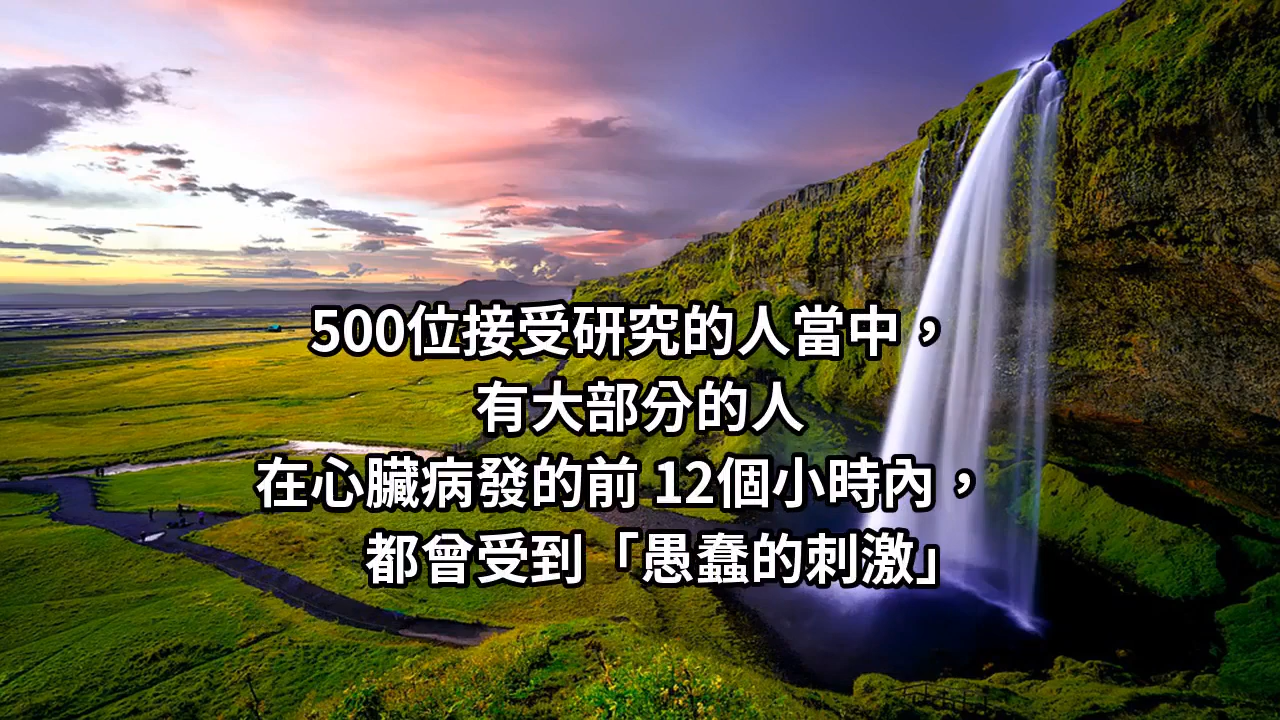 500位接受研究的人當中，
有大部分的人
在心臟病發的前 12個小時內，
都曾受到「愚蠢的刺激」